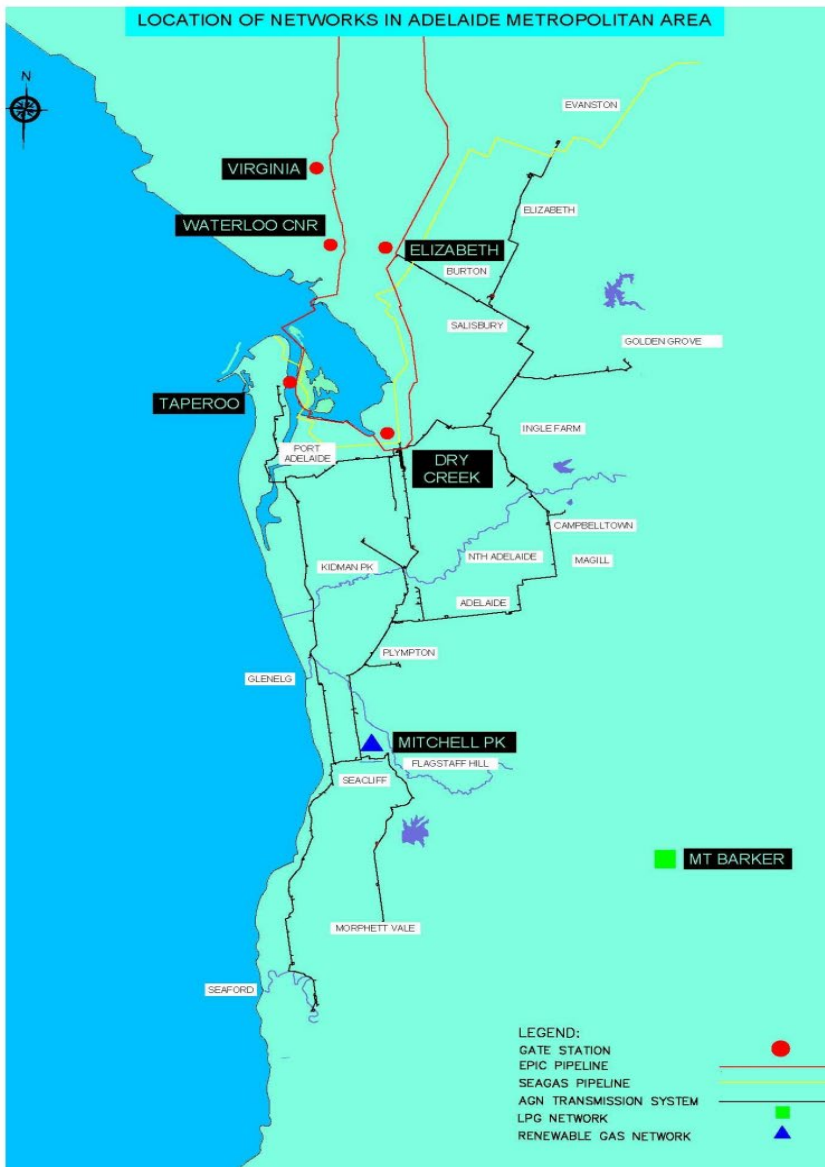 LOCATION OF NETWORKS IN ADELAIDE METROPOLITAN AREA
N
EVANSTON
VIRGINIA
ELIZABETH
WATERLOO CNR
ELIZABETH
BURTON
SALISBURY
GOLDEN GROVE
TAPEROO
INGLE FARM
PORT
ADELAIDE
DRY
CREEK
CAMPBELLTOWN
NTH ADELAIDE
MAGILL
KIDMAN PK
ADELAIDE
PLYMPTON
GLENELG
MITCHELL PK
FLAGSTAFF HILL
SEACLIFF
MT BARKER
MORPHETT VALE
SEAFORD
LEGEND:
GATE STATION
EPIC PIPELINE
SEAGAS PIPELINE
AGN TRANSMISSION SYSTEM
LPG NETWORK
RENEWABLE GAS NETWORK